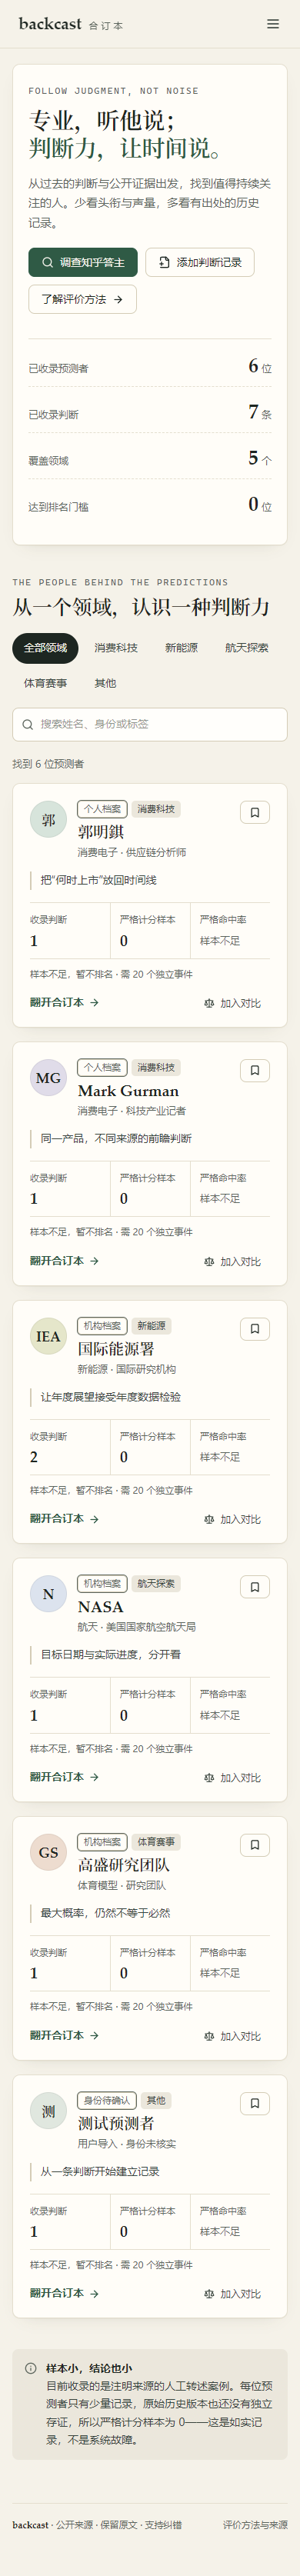 backcast 合订本
FOLLOW JUDGMENT, NOT NOISE
专业，听他说；
判断力，让时间说。
从过去的判断与公开证据出发，找到值得持续关
注的人。少看头衔与声量，多看有出处的历史
记录。
调查知乎答主
添加判断记录
了解评价方法 →
已收录预测者 6 位
已收录判断 7 条
覆盖领域 5 个
达到排名门槛 0 位
THE PEOPLE BEHIND THE PREDICTIONS
从一个领域，认识一种判断力
全部领域 消费科技 新能源 航天探索
体育赛事 其他
搜索姓名、身份或标签
找到 6 位预测者
郭
个人档案 消费科技
郭明錤
消费电子 · 供应链分析师
把“何时上市”放回时间线
收录判断 严格计分样本 严格命中率
1 0 样本不足
样本不足，暂不排名 · 需 20 个独立事件
翻开合订本 → 加入对比
MG
个人档案 消费科技
Mark Gurman
消费电子 · 科技产业记者
同一产品，不同来源的前瞻判断
收录判断 严格计分样本 严格命中率
1 0 样本不足
样本不足，暂不排名 · 需 20 个独立事件
翻开合订本 → 加入对比
IEA
机构档案 新能源
国际能源署
新能源 · 国际研究机构
让年度展望接受年度数据检验
收录判断 严格计分样本 严格命中率
2 0 样本不足
样本不足，暂不排名 · 需 20 个独立事件
翻开合订本 → 加入对比
N
机构档案 航天探索
NASA
航天 · 美国国家航空航天局
目标日期与实际进度，分开看
收录判断 严格计分样本 严格命中率
1 0 样本不足
样本不足，暂不排名 · 需 20 个独立事件
翻开合订本 → 加入对比
GS
机构档案 体育赛事
高盛研究团队
体育模型 · 研究团队
最大概率，仍然不等于必然
收录判断 严格计分样本 严格命中率
1 0 样本不足
样本不足，暂不排名 · 需 20 个独立事件
翻开合订本 → 加入对比
测
身份待确认 其他
测试预测者
用户导入 · 身份未核实
从一条判断开始建立记录
收录判断 严格计分样本 严格命中率
1 0 样本不足
样本不足，暂不排名 · 需 20 个独立事件
翻开合订本 → 加入对比
样本小，结论也小
目前收录的是注明来源的人工转述案例。每位预
测者只有少量记录，原始历史版本也还没有独立
存证，所以严格计分样本为 0——这是如实记
录，不是系统故障。
backcast · 公开来源 · 保留原文 · 支持纠错 评价方法与来源